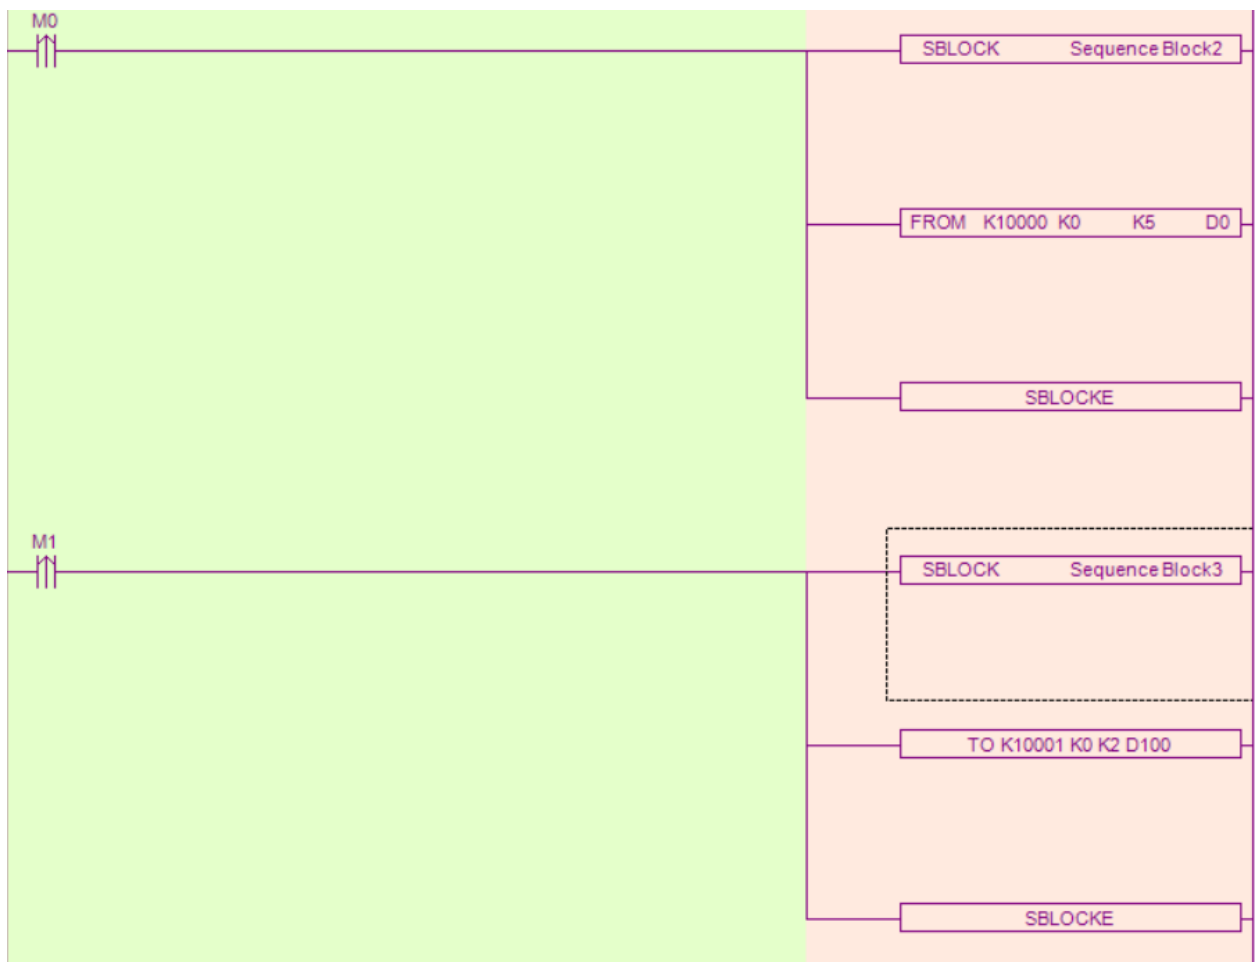 M0
SBLOCK Sequence Block2
FROM K10000 K0 K5 D0
SBLOCKE
M1
SBLOCK Sequence Block3
TO K10001 K0 K2 D100
SBLOCKE